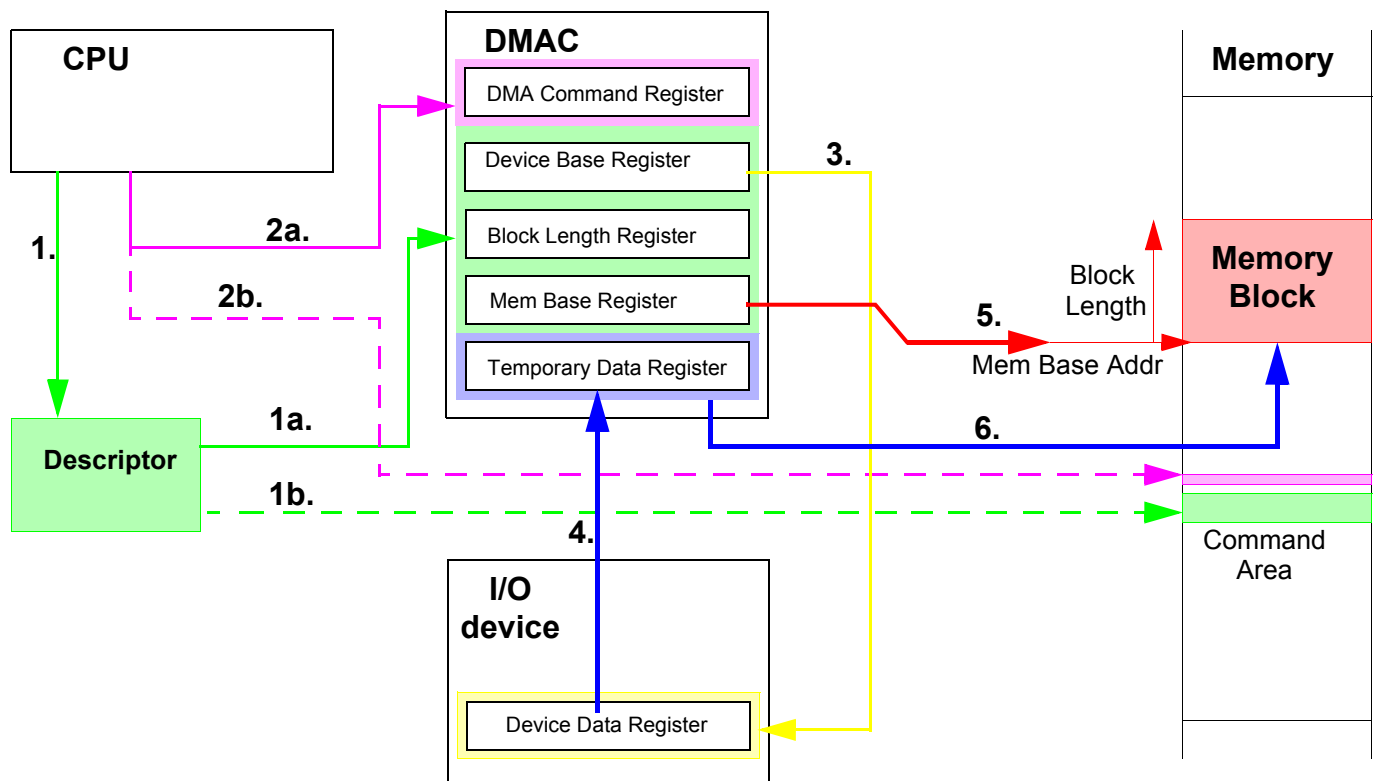 CPU
DMAC
Memory
DMA Command Register
Device Base Register
3.
2a.
1.
Block Length Register
2b.
Mem Base Register
Block
Length
Memory
Block
5.
Mem Base Addr
Temporary Data Register
1a.
6.
Descriptor
1b.
4.
Command
Area
I/O
device
Device Data Register